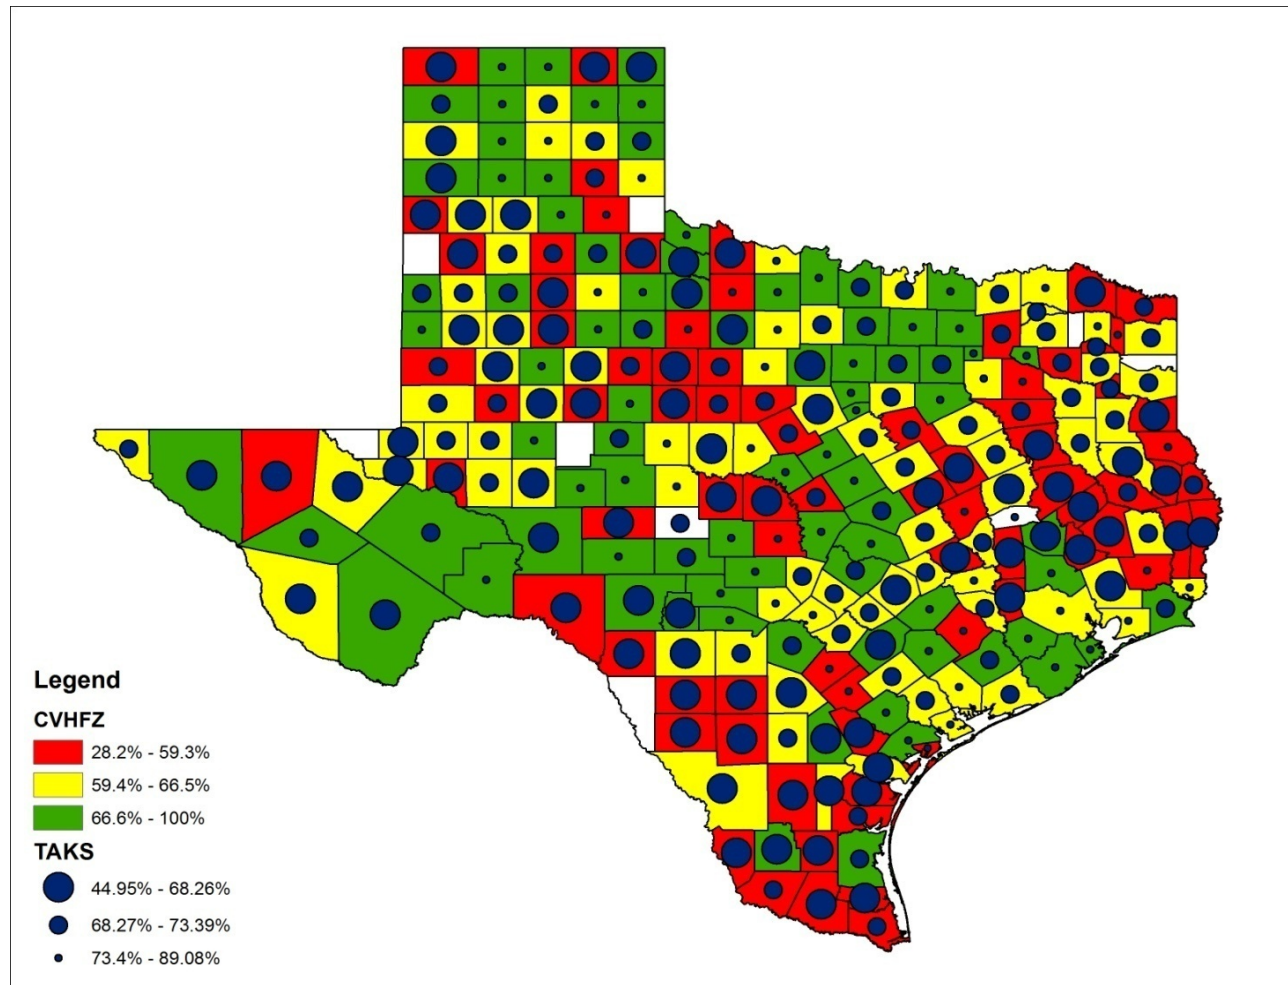 Legend
CVHFZ
28.2% - 59.3%
59.4% - 66.5%
66.6% - 100%
TAKS
44.95% - 68.26%
68.27% - 73.39%
73.4% - 89.08%